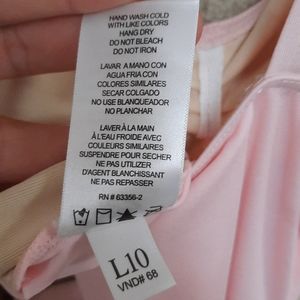 HAND WASH COLD
WITH LIKE COLORS
HANG DRY
DO NOT BLEACH
DO NOT IRON
LAVAR A MANO CON
AGUA FRIA CON
COLORES SIMILARES
SECAR COLGADO
NO USE BLANQUEADOR
NO PLANCHAR
LAVER À LA MAIN
À L'EAU FROIDE AVEC
COULEURS SIMILAIRES
SUSPENDRE POUR SECHER
NE PAS UTILISER
D'AGENT BLANCHISSANT
NE PAS REPASSER
RN # 63356-2
L10
VND# 68